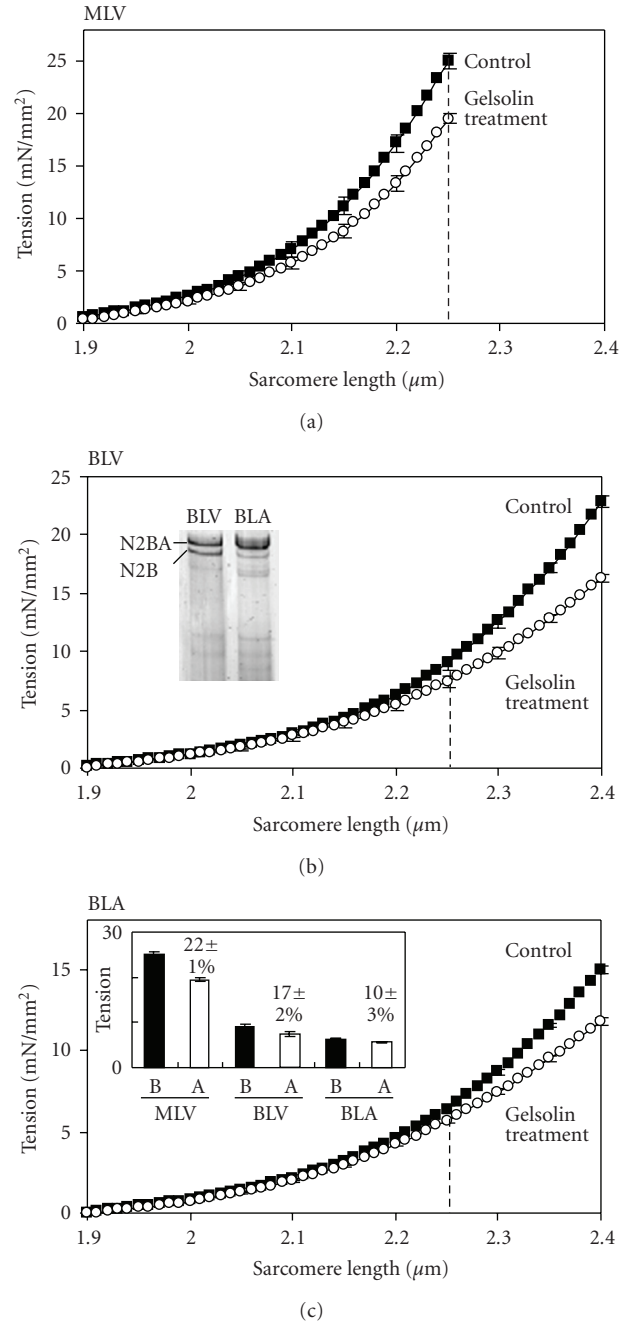 MLV
25
20
15
10
5
0
Tension (mN/mm²)
Control
Gelsolin
treatment
1.9 2 2.1 2.2 2.3 2.4
Sarcomere length (μm)
(a)
BLV
25
20
15
10
5
0
Tension (mN/mm²)
BLV BLA
N2BA
N2B
Control
Gelsolin
treatment
1.9 2 2.1 2.2 2.3 2.4
Sarcomere length (μm)
(b)
BLA
15
10
5
0
Tension (mN/mm²)
30
0
Tension
22±
1%
17±
2%
10±
3%
B A B A B A
MLV BLV BLA
Control
Gelsolin
treatment
1.9 2 2.1 2.2 2.3 2.4
Sarcomere length (μm)
(c)